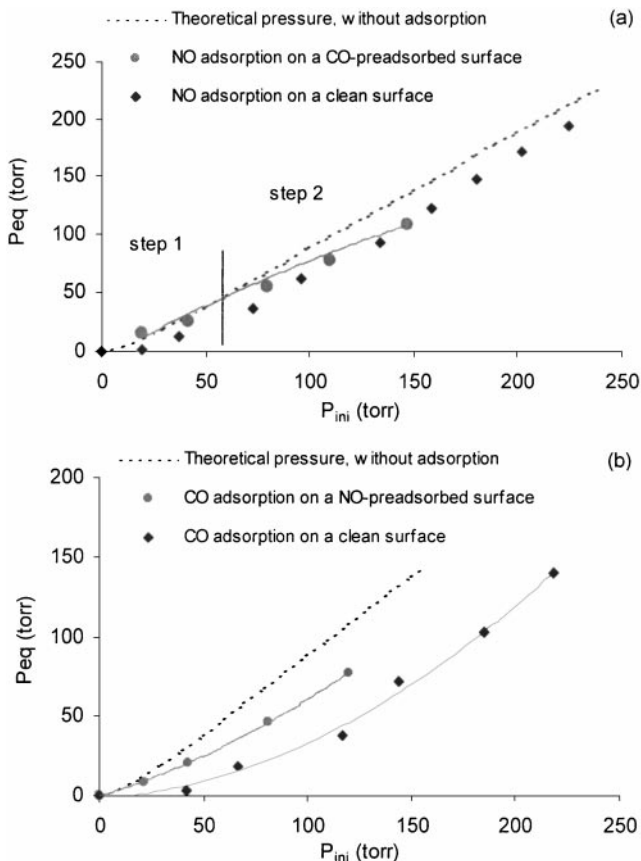 Theoretical pressure, without adsorption
(a)
NO adsorption on a CO-preadsorbed surface
NO adsorption on a clean surface
250
200
150
100
50
0
Peq (torr)
step 2
step 1
0 50 100 150 200 250
Pini (torr)
Theoretical pressure, without adsorption
(b)
CO adsorption on a NO-preadsorbed surface
CO adsorption on a clean surface
200
150
100
50
0
Peq (torr)
0 50 100 150 200 250
Pini (torr)